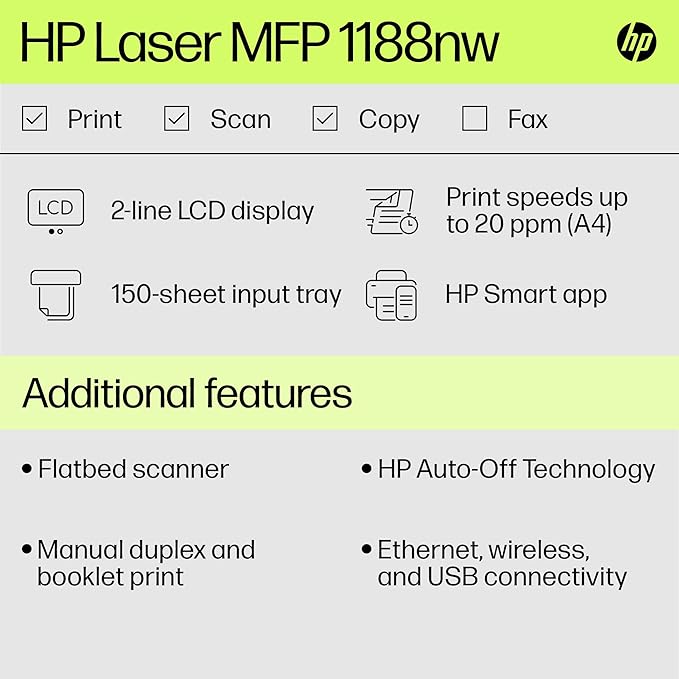 HP Laser MFP 1188nw
hp
Print
Scan
Copy
Fax
LCD
2-line LCD display
Print speeds up
to 20 ppm (A4)
150-sheet input tray
HP Smart app
Additional features
• Flatbed scanner
• HP Auto-Off Technology
• Manual duplex and
booklet print
• Ethernet, wireless,
and USB connectivity